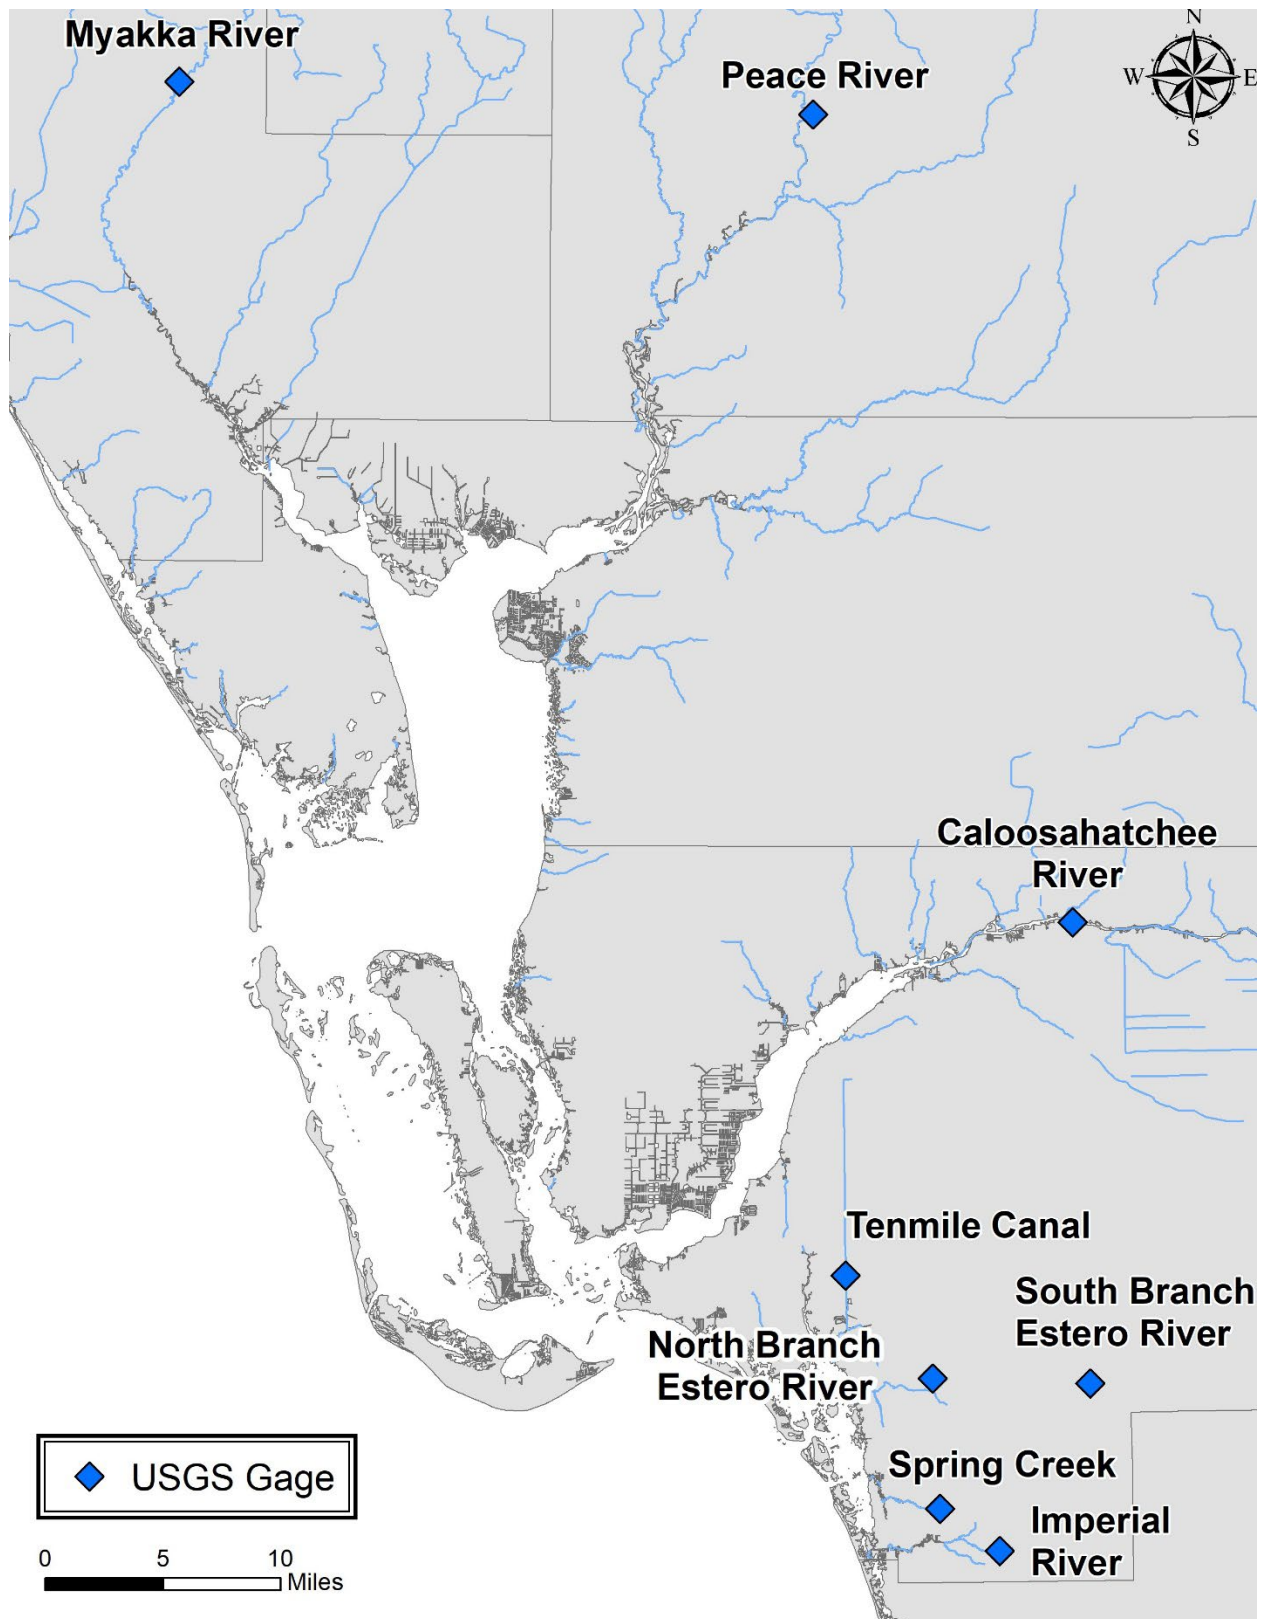 N
Myakka River
Peace River
W
E
S
Caloosahatchee
River
Tenmile Canal
South Branch
Estero River
North Branch
Estero River
Spring Creek
Imperial
River
USGS Gage
0 5 10
Miles